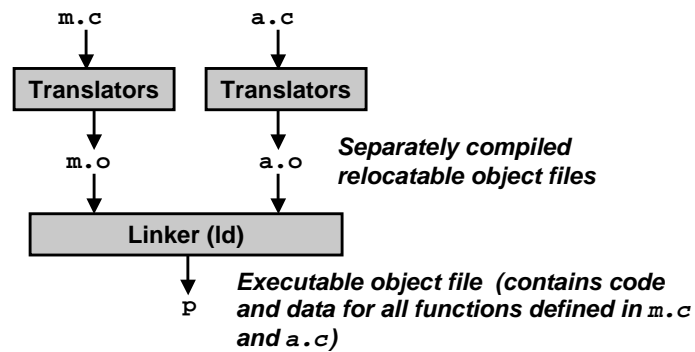 m.c a.c
Translators Translators
m.o a.o
Separately compiled
relocatable object files
Linker (ld)
p
Executable object file (contains code
and data for all functions defined in m.c
and a.c)